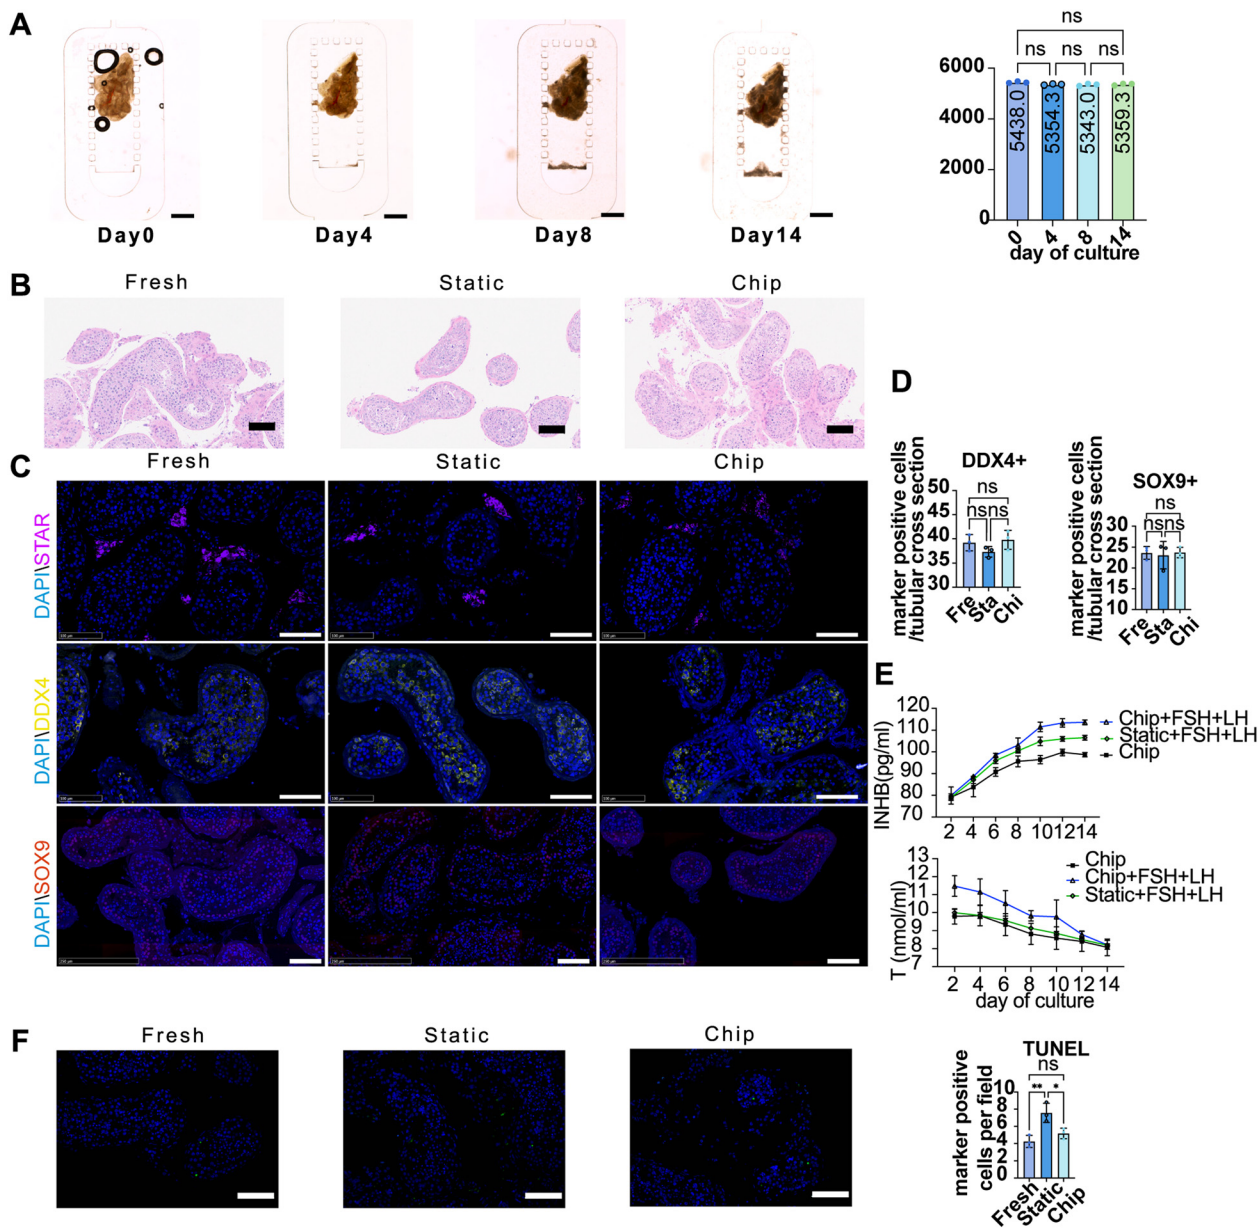 A
Day0
Day4
Day8
Day14
ns
ns
ns
ns
6000
4000
2000
0
5438.0
5354.3
5343.0
5359.3
0
4
8
14
day of culture
B
Fresh
Static
Chip
C
Fresh
Static
Chip
DAPI\STAR
DAPI\DDX4
DAPI\SOX9
D
DDX4+
marker positive cells
/tubular cross section
ns
nsns
50
45
40
35
30
Fre
Sta
Chi
SOX9+
marker positive cells
/tubular cross section
ns
nsns
30
25
20
15
10
5
0
Fre
Sta
Chi
E
INHB(pg/ml)
120
110
100
90
80
70
2 4 6 8 10 12 14
Chip+FSH+LH
Static+FSH+LH
Chip
T (nmol/ml)
13
12
11
10
9
8
7
2 4 6 8 10 12 14
day of culture
Chip
Chip+FSH+LH
Static+FSH+LH
F
Fresh
Static
Chip
TUNEL
marker positive
cells per field
ns
** *
10
8
6
4
2
0
Fresh
Static
Chip